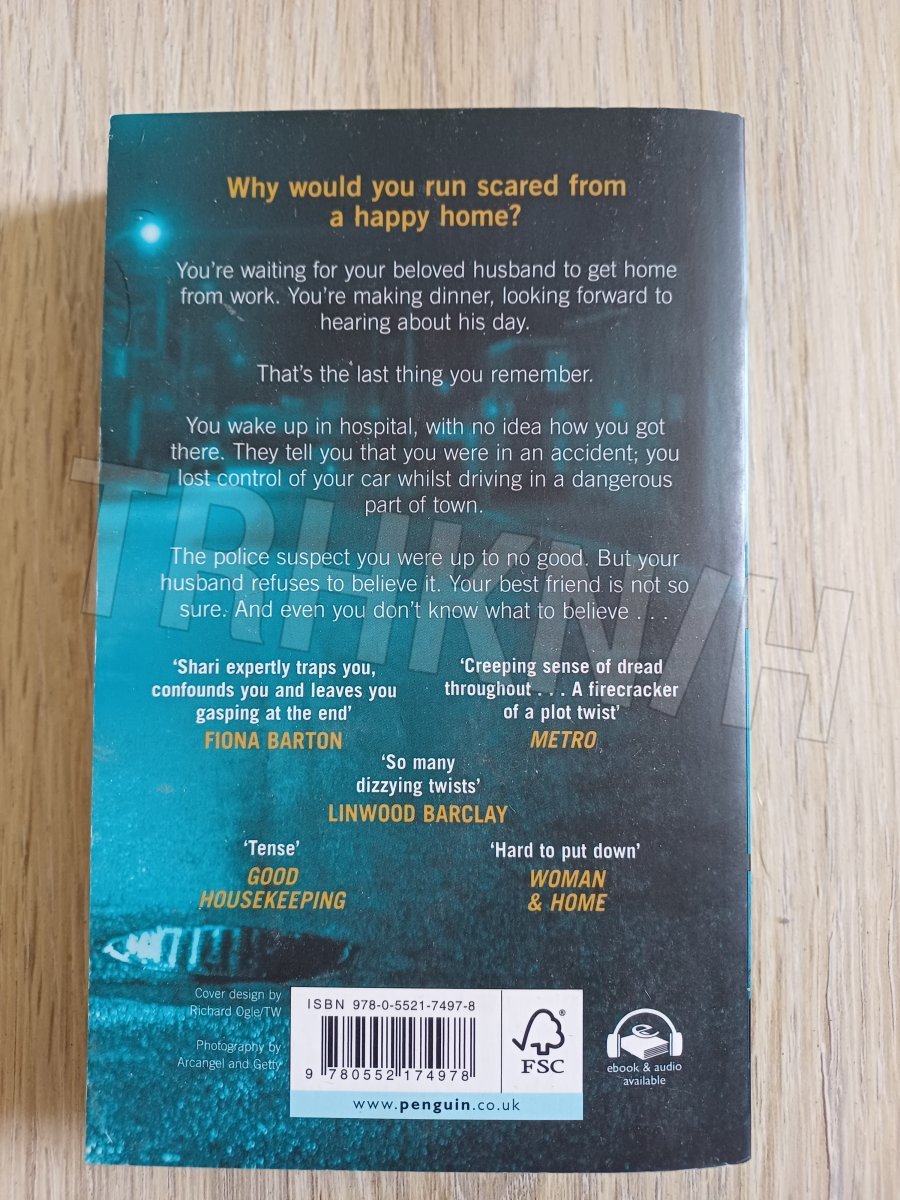 Why would you run scared from
a happy home?
You're waiting for your beloved husband to get home
from work. You're making dinner, looking forward to
hearing about his day.
That's the last thing you remember.
You wake up in hospital, with no idea how you got
there. They tell you that you were in an accident; you
lost control of your car whilst driving in a dangerous
part of town.
The police suspect you were up to no good. But your
husband refuses to believe it. Your best friend is not so
sure. And even you don't know what to believe . . .
'Shari expertly traps you,
confounds you and leaves you
gasping at the end'
FIONA BARTON
'Creeping sense of dread
throughout . . . A firecracker
of a plot twist'
METRO
'So many
dizzying twists'
LINWOOD BARCLAY
'Tense'
GOOD
HOUSEKEEPING
'Hard to put down'
WOMAN
& HOME
Cover design by
Richard Ogle/TW
Photography by
Arcangel and Getty
ISBN 978-0-5521-7497-8
9 780552 174978
www.penguin.co.uk
FSC
®
ebook & audio
available
TRHKN/H